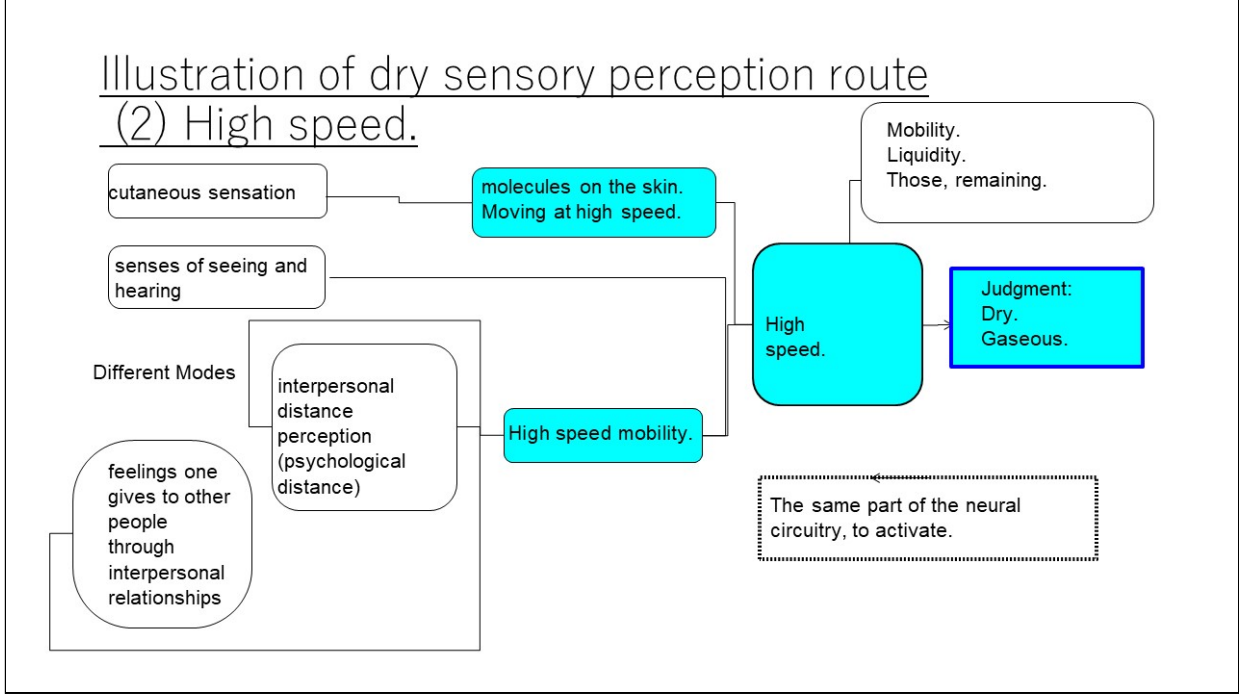 Illustration of dry sensory perception route
(2) High speed.
Mobility.
Liquidity.
Those, remaining.
cutaneous sensation
molecules on the skin.
Moving at high speed.
senses of seeing and
hearing
High
speed.
Judgment:
Dry.
Gaseous.
Different Modes
interpersonal
distance
perception
(psychological
distance)
High speed mobility.
feelings one
gives to other
people
through
interpersonal
relationships
The same part of the neural
circuitry, to activate.